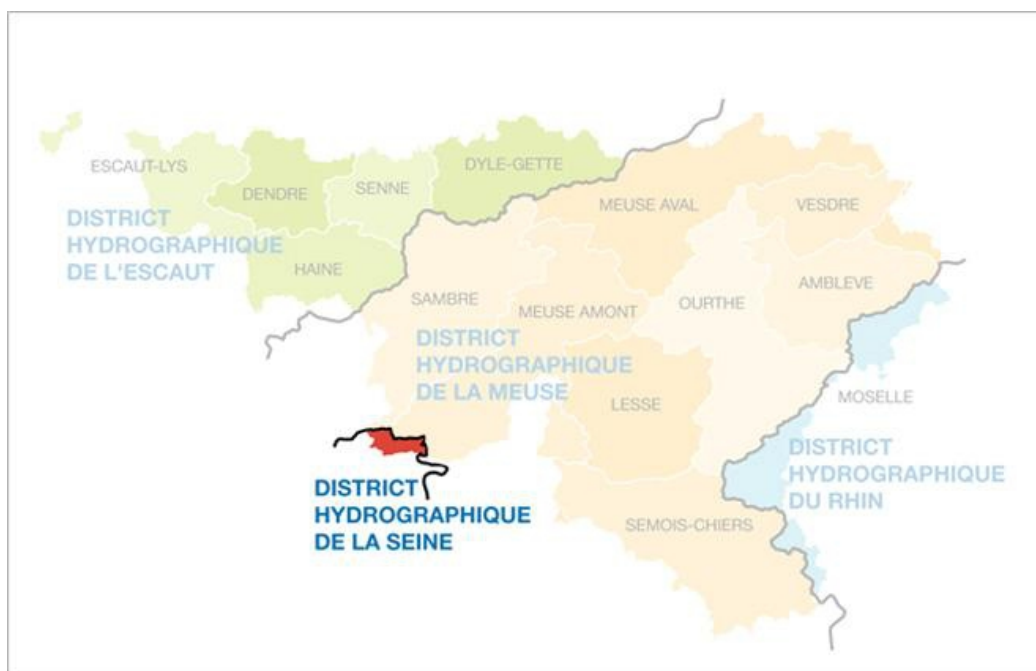 ESCAUT-LYS
DENDRE
SENNE
DYLE-GETTE
DISTRICT
HYDROGRAPHIQUE
DE L'ESCAUT
HAINE
MEUSE AVAL
VESDRE
AMBLEVE
SAMBRE
MEUSE AMONT
OURTHE
DISTRICT
HYDROGRAPHIQUE
DE LA MEUSE
LESSE
MOSELLE
DISTRICT
HYDROGRAPHIQUE
DU RHIN
DISTRICT
HYDROGRAPHIQUE
DE LA SEINE
SEMOIS-CHIERS